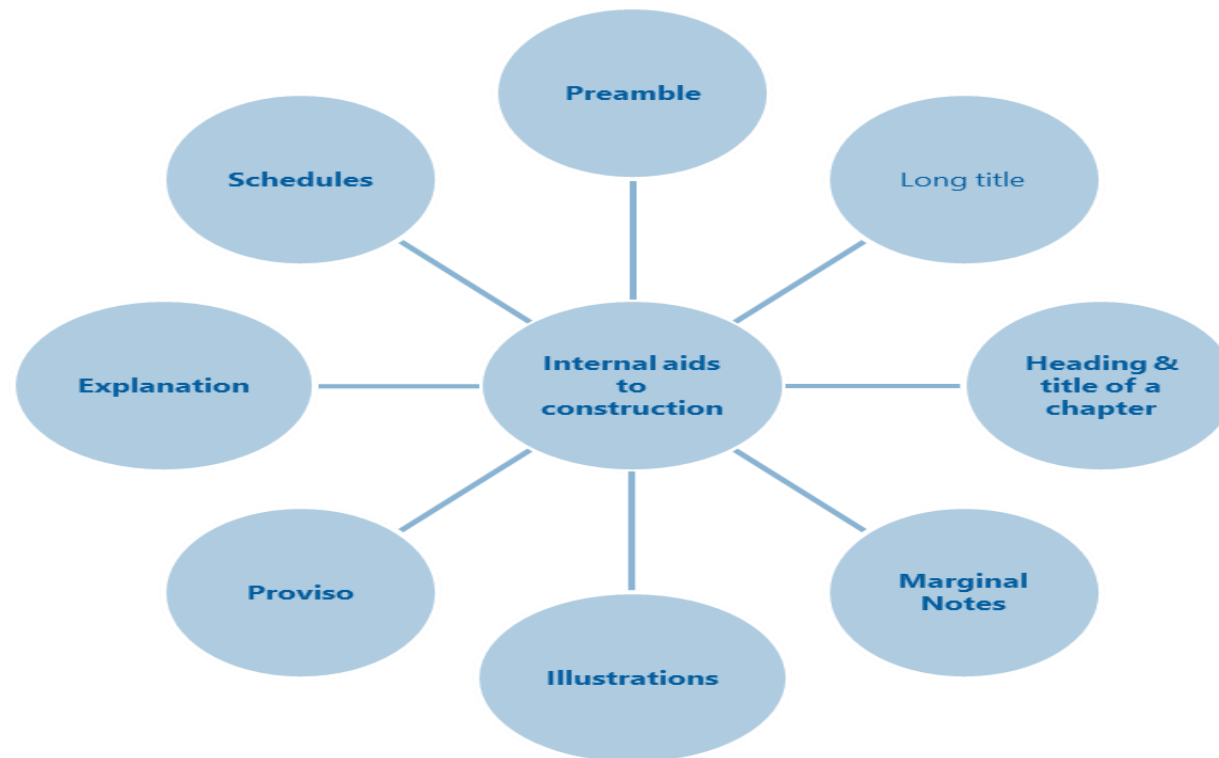 Preamble
Schedules
Long title
Explanation
Internal aids
to
construction
Heading &
title of a
chapter
Proviso
Marginal
Notes
Illustrations